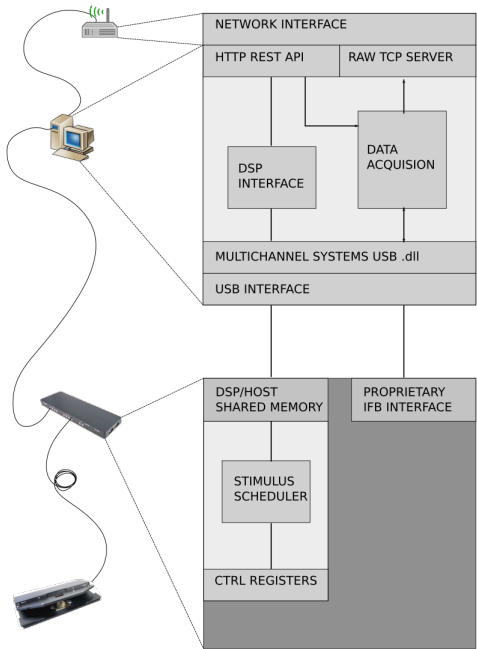 NETWORK INTERFACE
HTTP REST API
RAW TCP SERVER
DSP
INTERFACE
DATA
ACQUISION
MULTICHANNEL SYSTEMS USB .dll
USB INTERFACE
DSP/HOST
SHARED MEMORY
PROPRIETARY
IFB INTERFACE
STIMULUS
SCHEDULER
CTRL REGISTERS